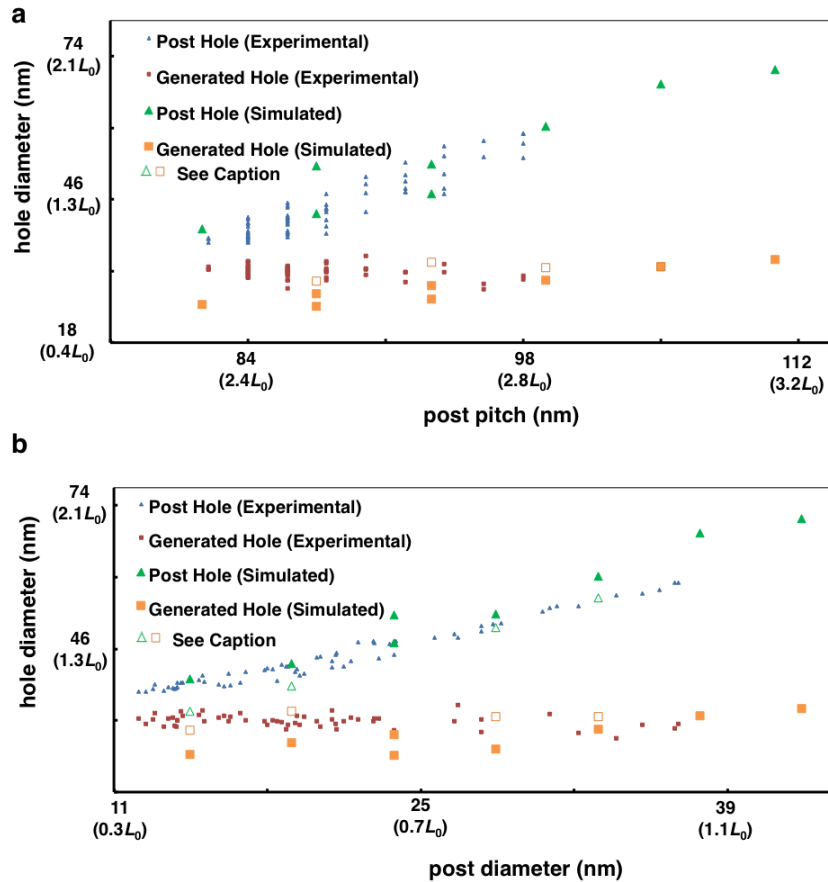 a
74
(2.1L₀)
46
(1.3L₀)
18
(0.4L₀)
hole diameter (nm)
Post Hole (Experimental)
Generated Hole (Experimental)
Post Hole (Simulated)
Generated Hole (Simulated)
See Caption
84
(2.4L₀)
98
(2.8L₀)
112
(3.2L₀)
post pitch (nm)
b
74
(2.1L₀)
46
(1.3L₀)
hole diameter (nm)
Post Hole (Experimental)
Generated Hole (Experimental)
Post Hole (Simulated)
Generated Hole (Simulated)
See Caption
11
(0.3L₀)
25
(0.7L₀)
39
(1.1L₀)
post diameter (nm)